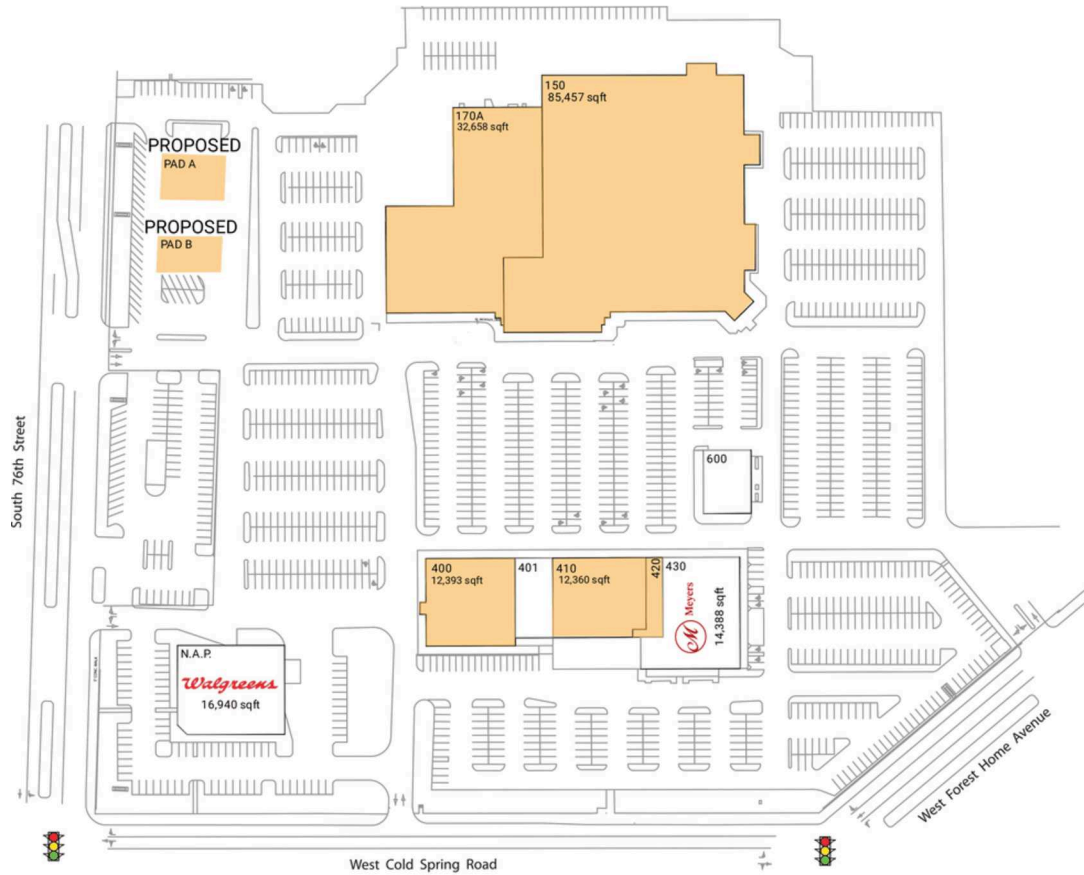 150
85,457 sqft
170A
32,658 sqft
PROPOSED
PAD A
PROPOSED
PAD B
South 76th Street
600
400
12,393 sqft
401
410
12,360 sqft
420
430
M Meyers
14,388 sqft
N.A.P.
Walgreens
16,940 sqft
West Forest Home Avenue
West Cold Spring Road